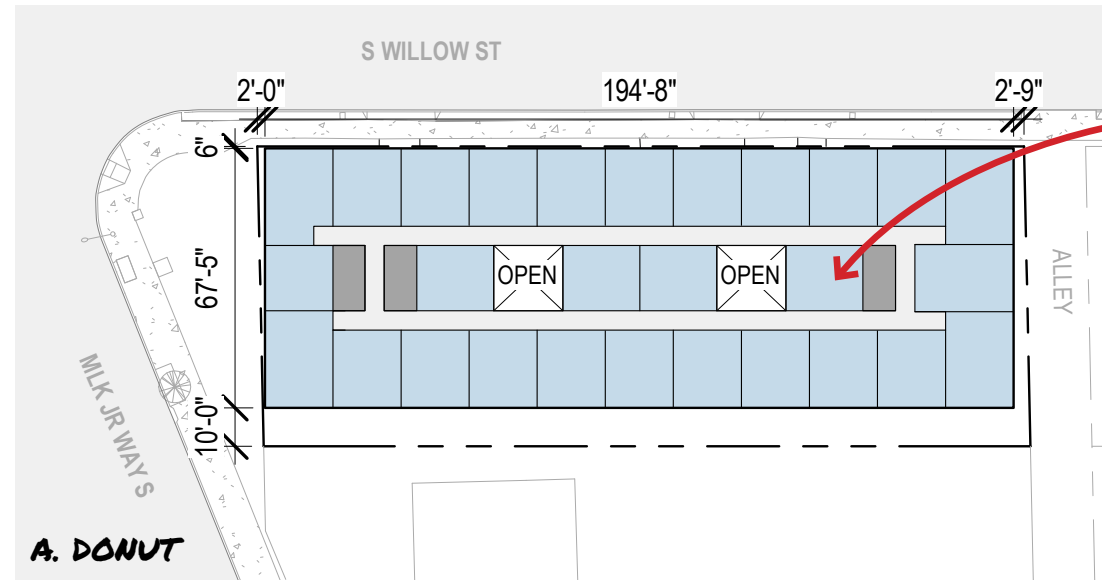 S WILLOW ST
2'-0"
194'-8"
2'-9"
6"
67'-5"
10'-0"
OPEN
OPEN
ALLEY
MLK JR WAY S
A. DONUT